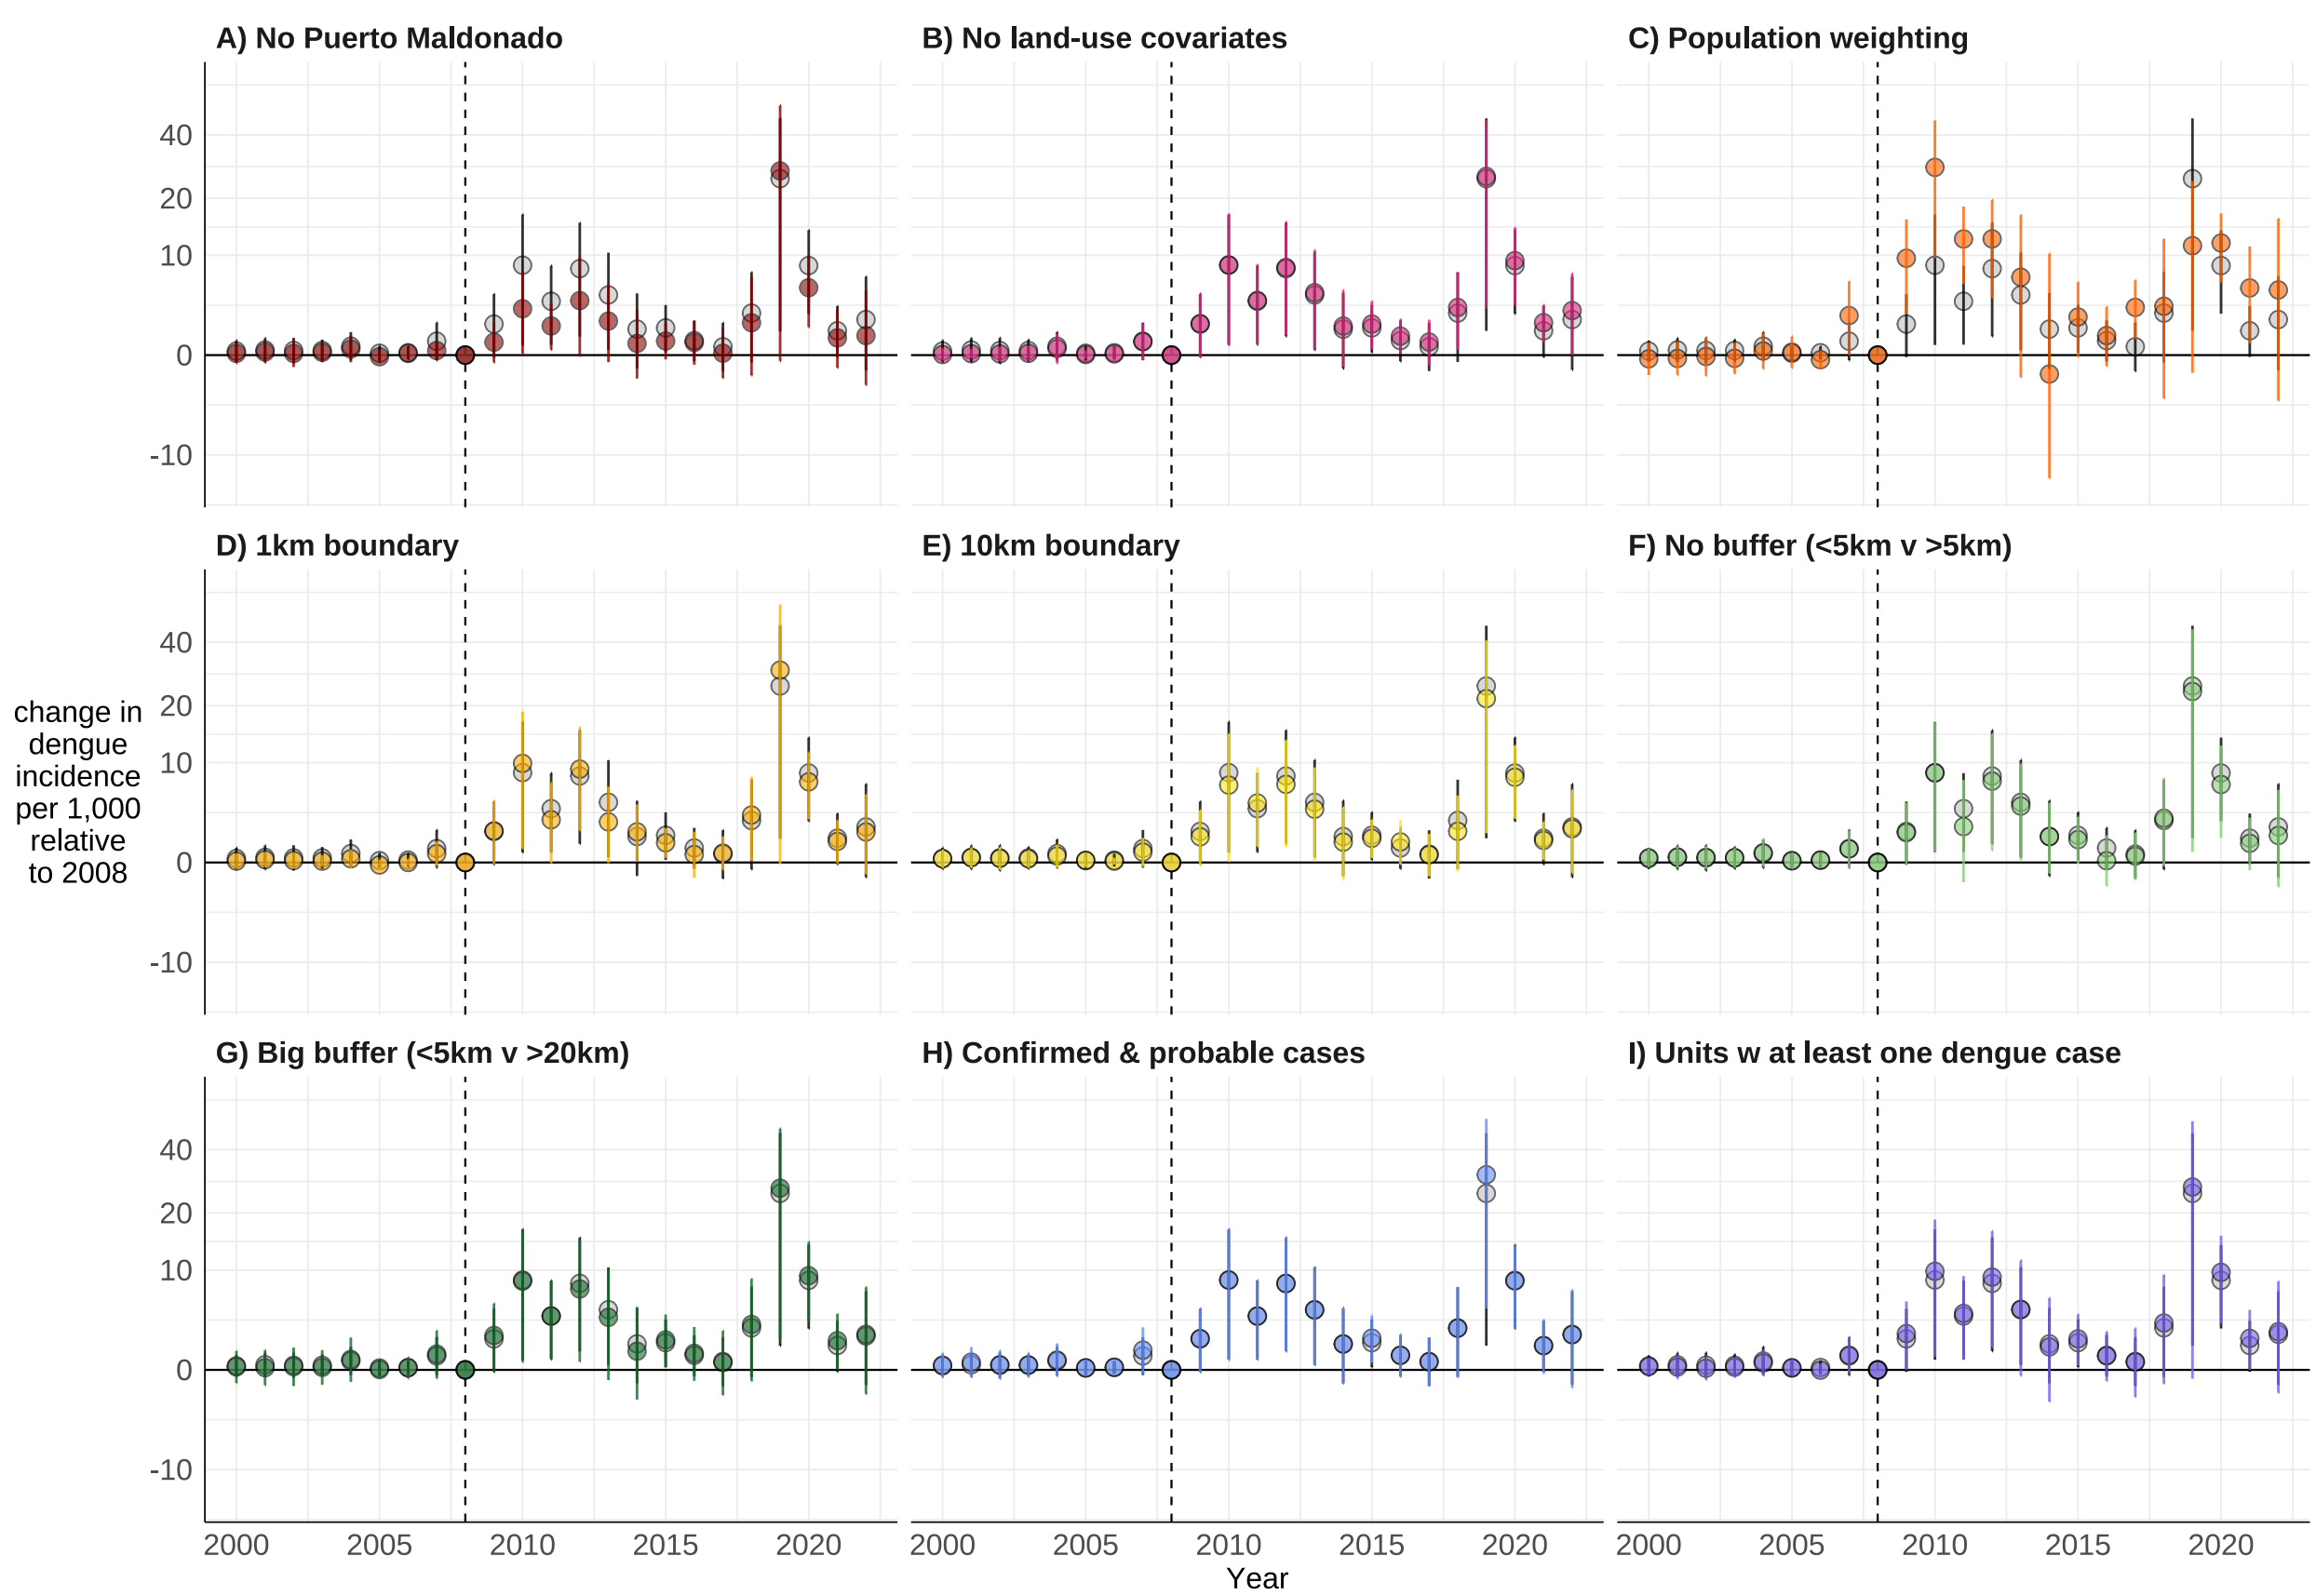 A) No Puerto Maldonado
B) No land-use covariates
C) Population weighting
40
20
10
0
-10
D) 1km boundary
E) 10km boundary
F) No buffer (<5km v >5km)
40
20
10
0
-10
change in
dengue
incidence
per 1,000
relative
to 2008
G) Big buffer (<5km v >20km)
H) Confirmed & probable cases
I) Units w at least one dengue case
40
20
10
0
-10
2000 2005 2010 2015 2020
2000 2005 2010 2015 2020
2000 2005 2010 2015 2020
Year